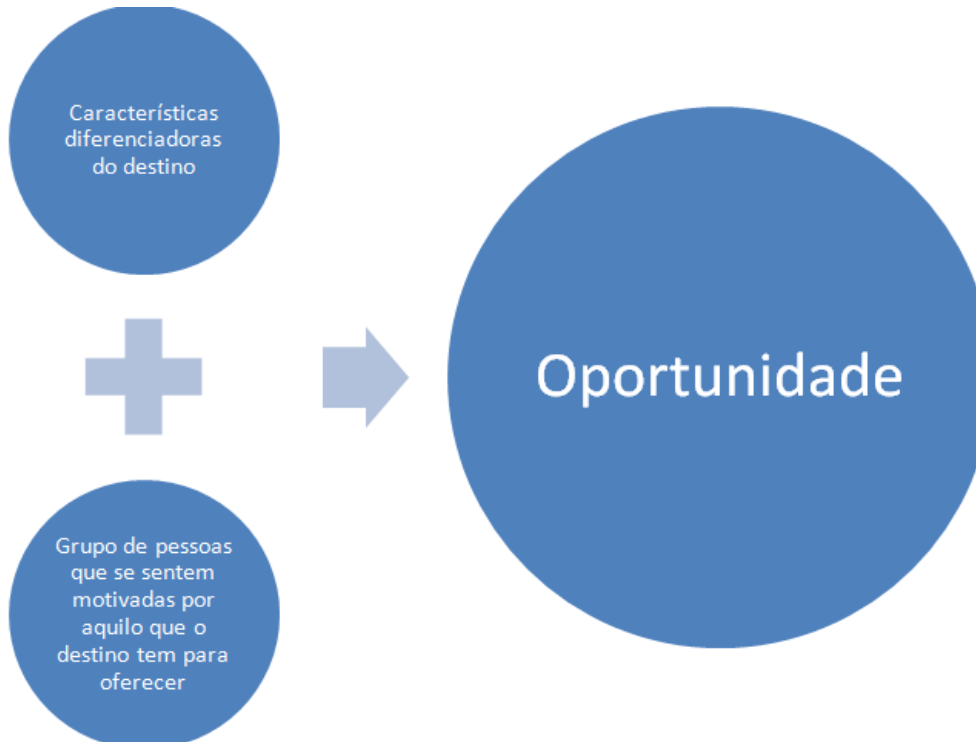 Características
diferenciadoras
do destino
Grupo de pessoas
que se sentem
motivadas por
aquilo que o
destino tem para
oferecer
Oportunidade